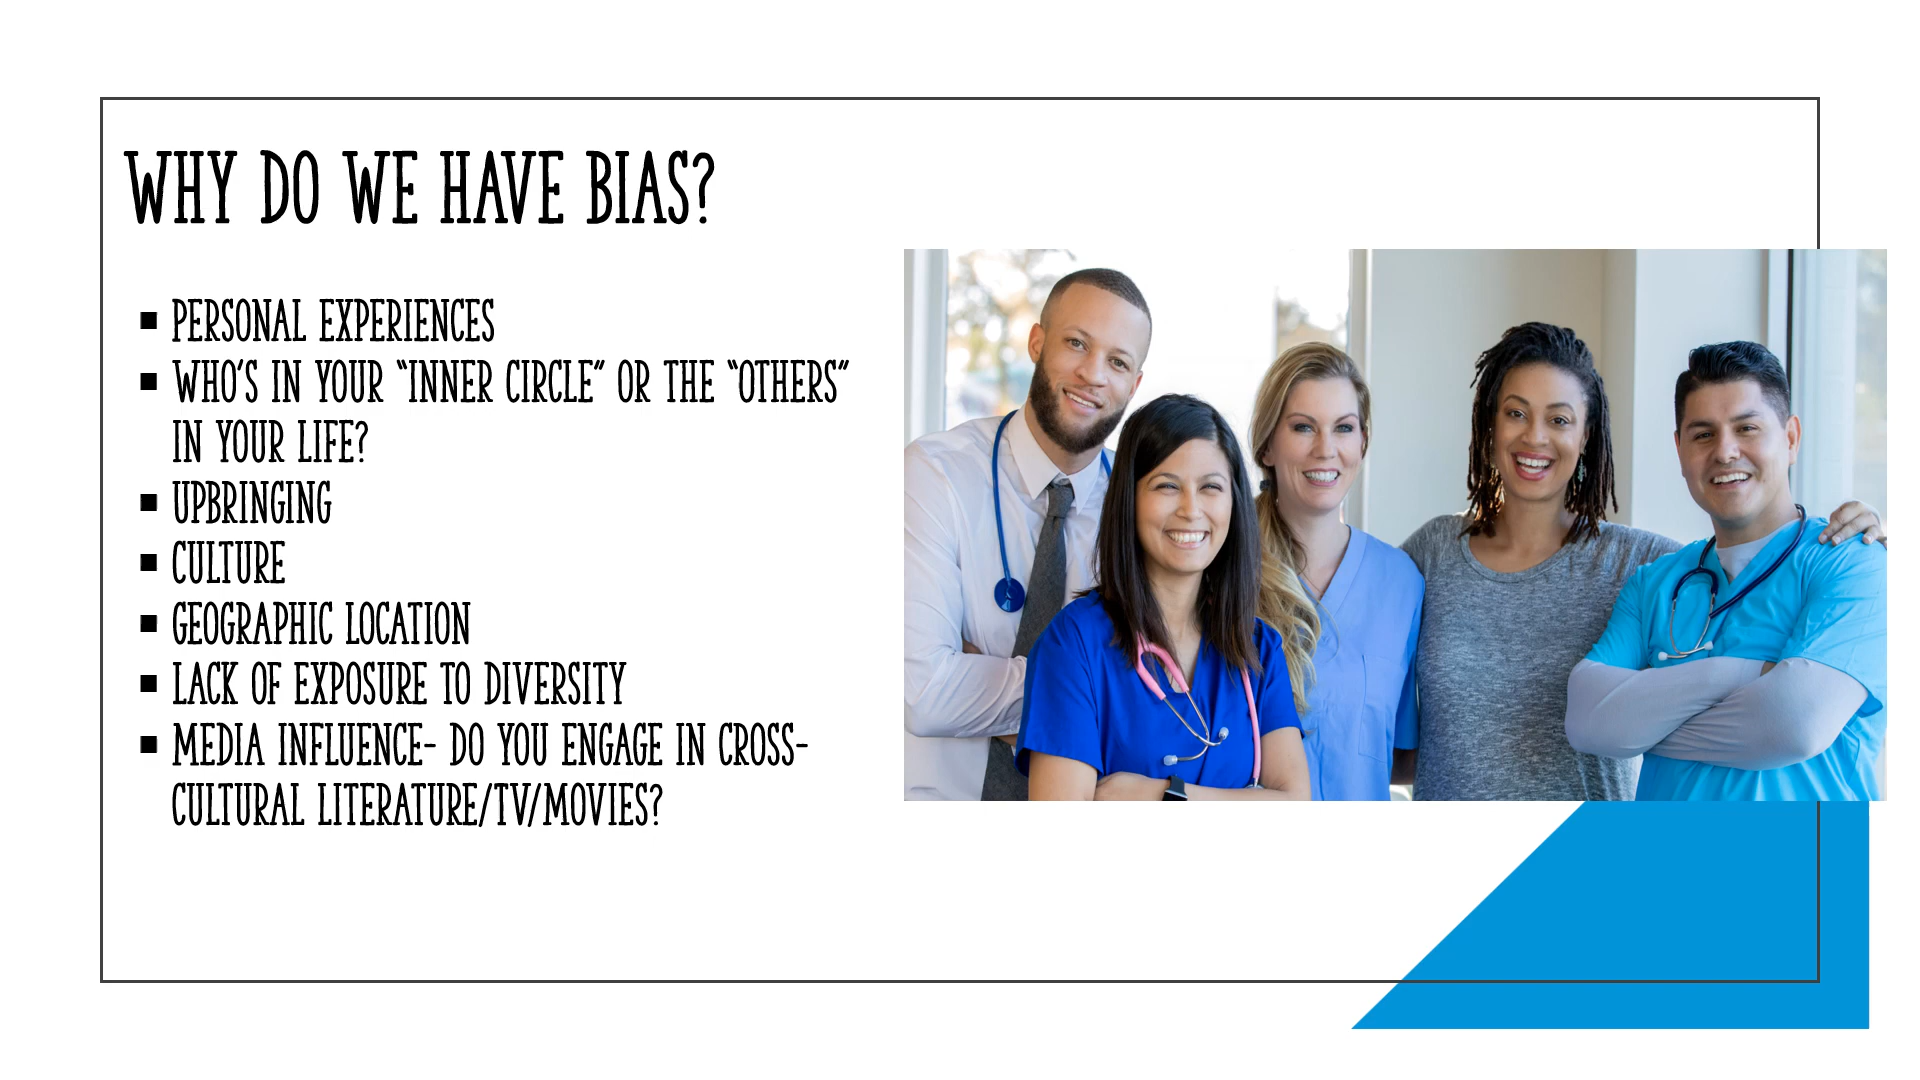 WHY DO WE HAVE BIAS?
▪ PERSONAL EXPERIENCES
▪ WHO'S IN YOUR “INNER CIRCLE” OR THE “OTHERS”
IN YOUR LIFE?
▪ UPBRINGING
▪ CULTURE
▪ GEOGRAPHIC LOCATION
▪ LACK OF EXPOSURE TO DIVERSITY
▪ MEDIA INFLUENCE- DO YOU ENGAGE IN CROSS-
CULTURAL LITERATURE/TV/MOVIES?